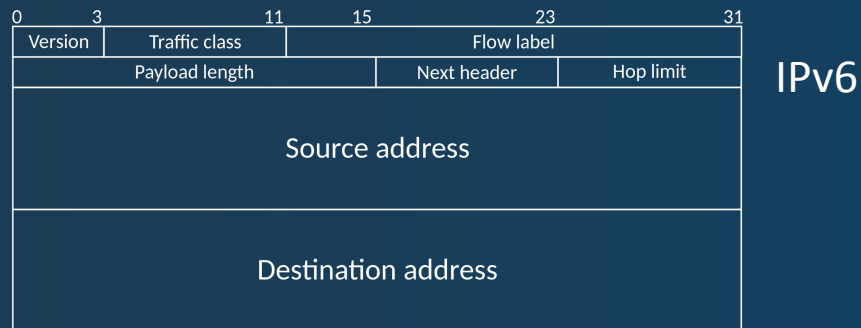 0 3 11 15 23 31
Version Traffic class Flow label
Payload length Next header Hop limit
IPv6
Source address
Destination address